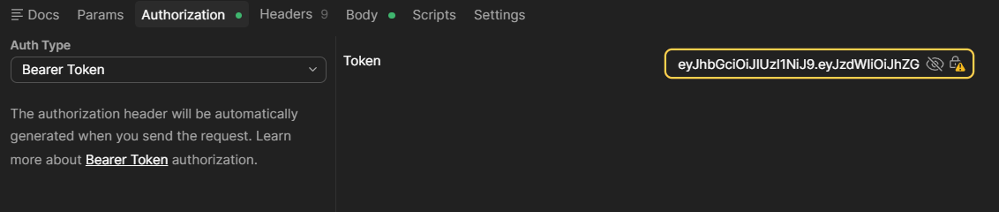 Docs Params Authorization Headers 9 Body Scripts Settings
Auth Type
Bearer Token
Token
eyJhbGciOiJIUzI1NiJ9.eyJzdWIiOiJhZG
The authorization header will be automatically
generated when you send the request. Learn
more about Bearer Token authorization.